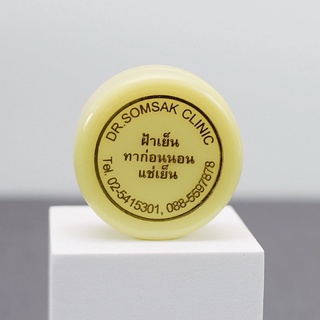 DR.SOMSAK CLINIC
ฝ้าเย็น
ทาก่อนนอน
แช่เย็น
Tel. 02-5415301, 088-5597878